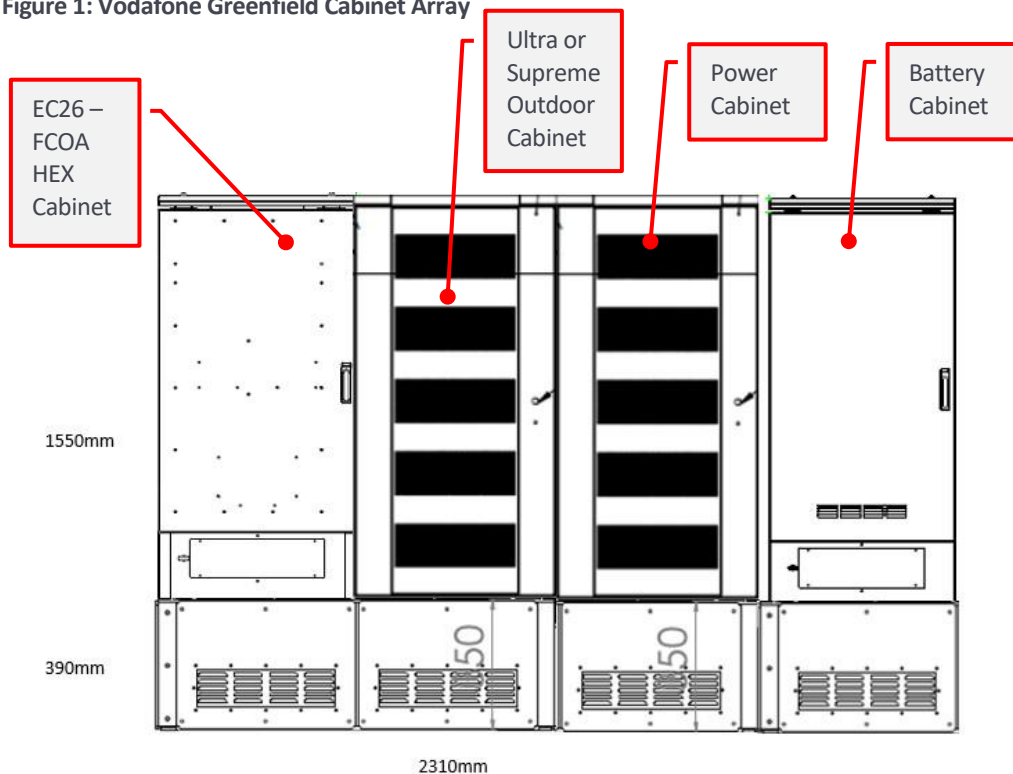 Figure 1: Vodafone Greenfield Cabinet Array
EC26 –
FCOA
HEX
Cabinet
Ultra or
Supreme
Outdoor
Cabinet
Power
Cabinet
Battery
Cabinet
1550mm
390mm
2310mm